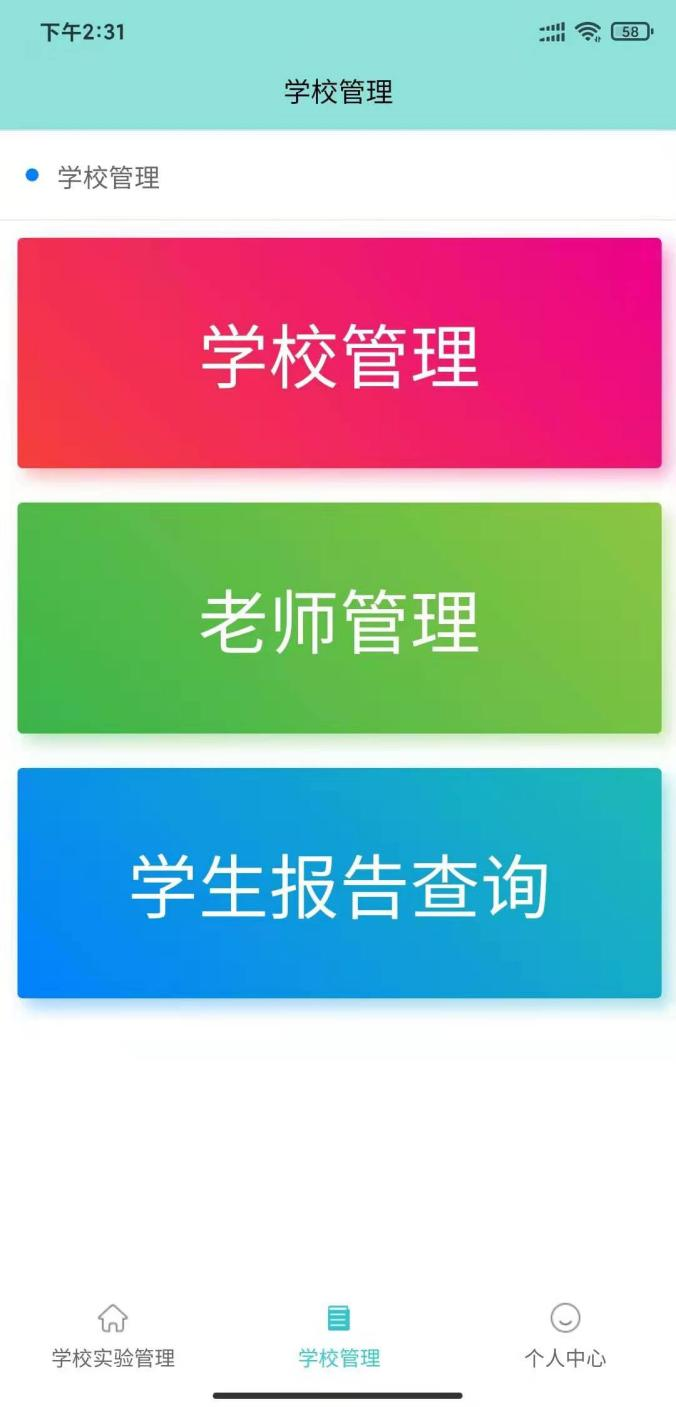 下午2:31
58
学校管理
学校管理
学校管理
老师管理
学生报告查询
学校实验管理
学校管理
个人中心